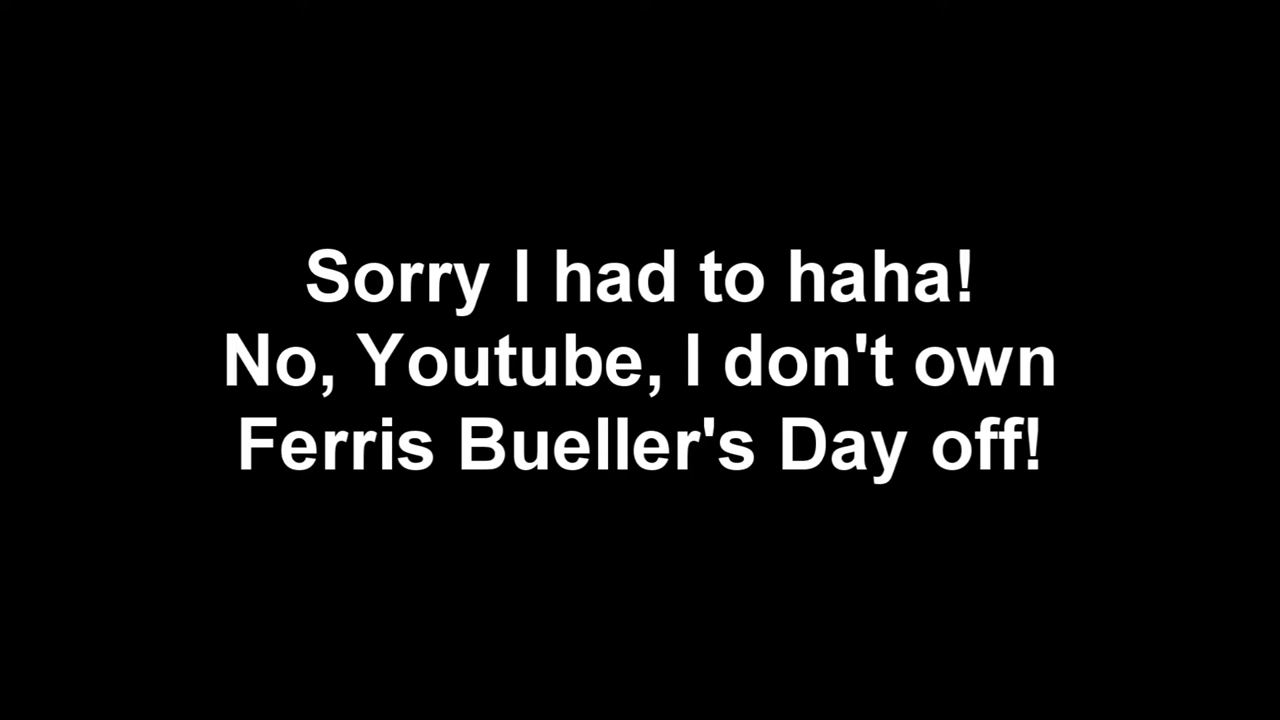 Sorry I had to haha!
No, Youtube, I don't own
Ferris Bueller's Day off!